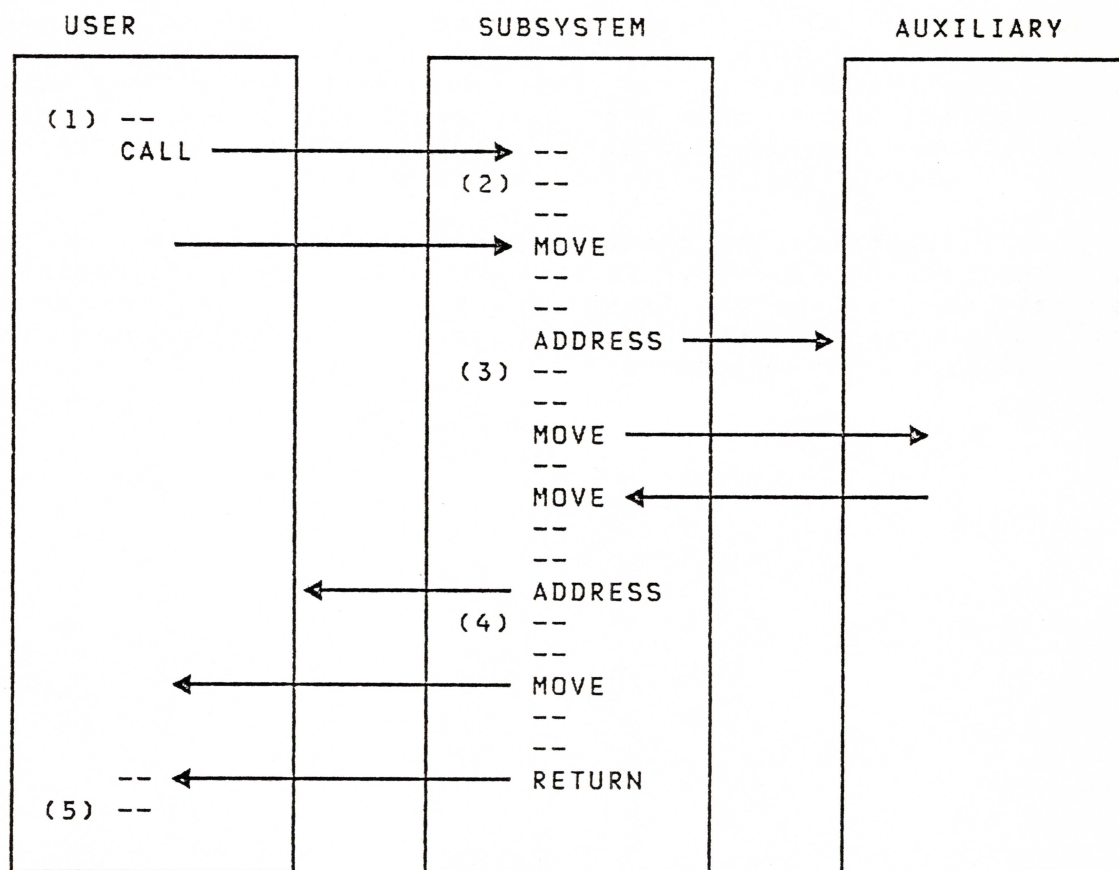 USER SUBSYSTEM AUXILIARY
(1) --
CALL --
(2) --
--
MOVE
--
--
ADDRESS
(3) --
--
MOVE
--
MOVE
--
--
ADDRESS
(4) --
--
MOVE
--
--
-- RETURN
(5) --